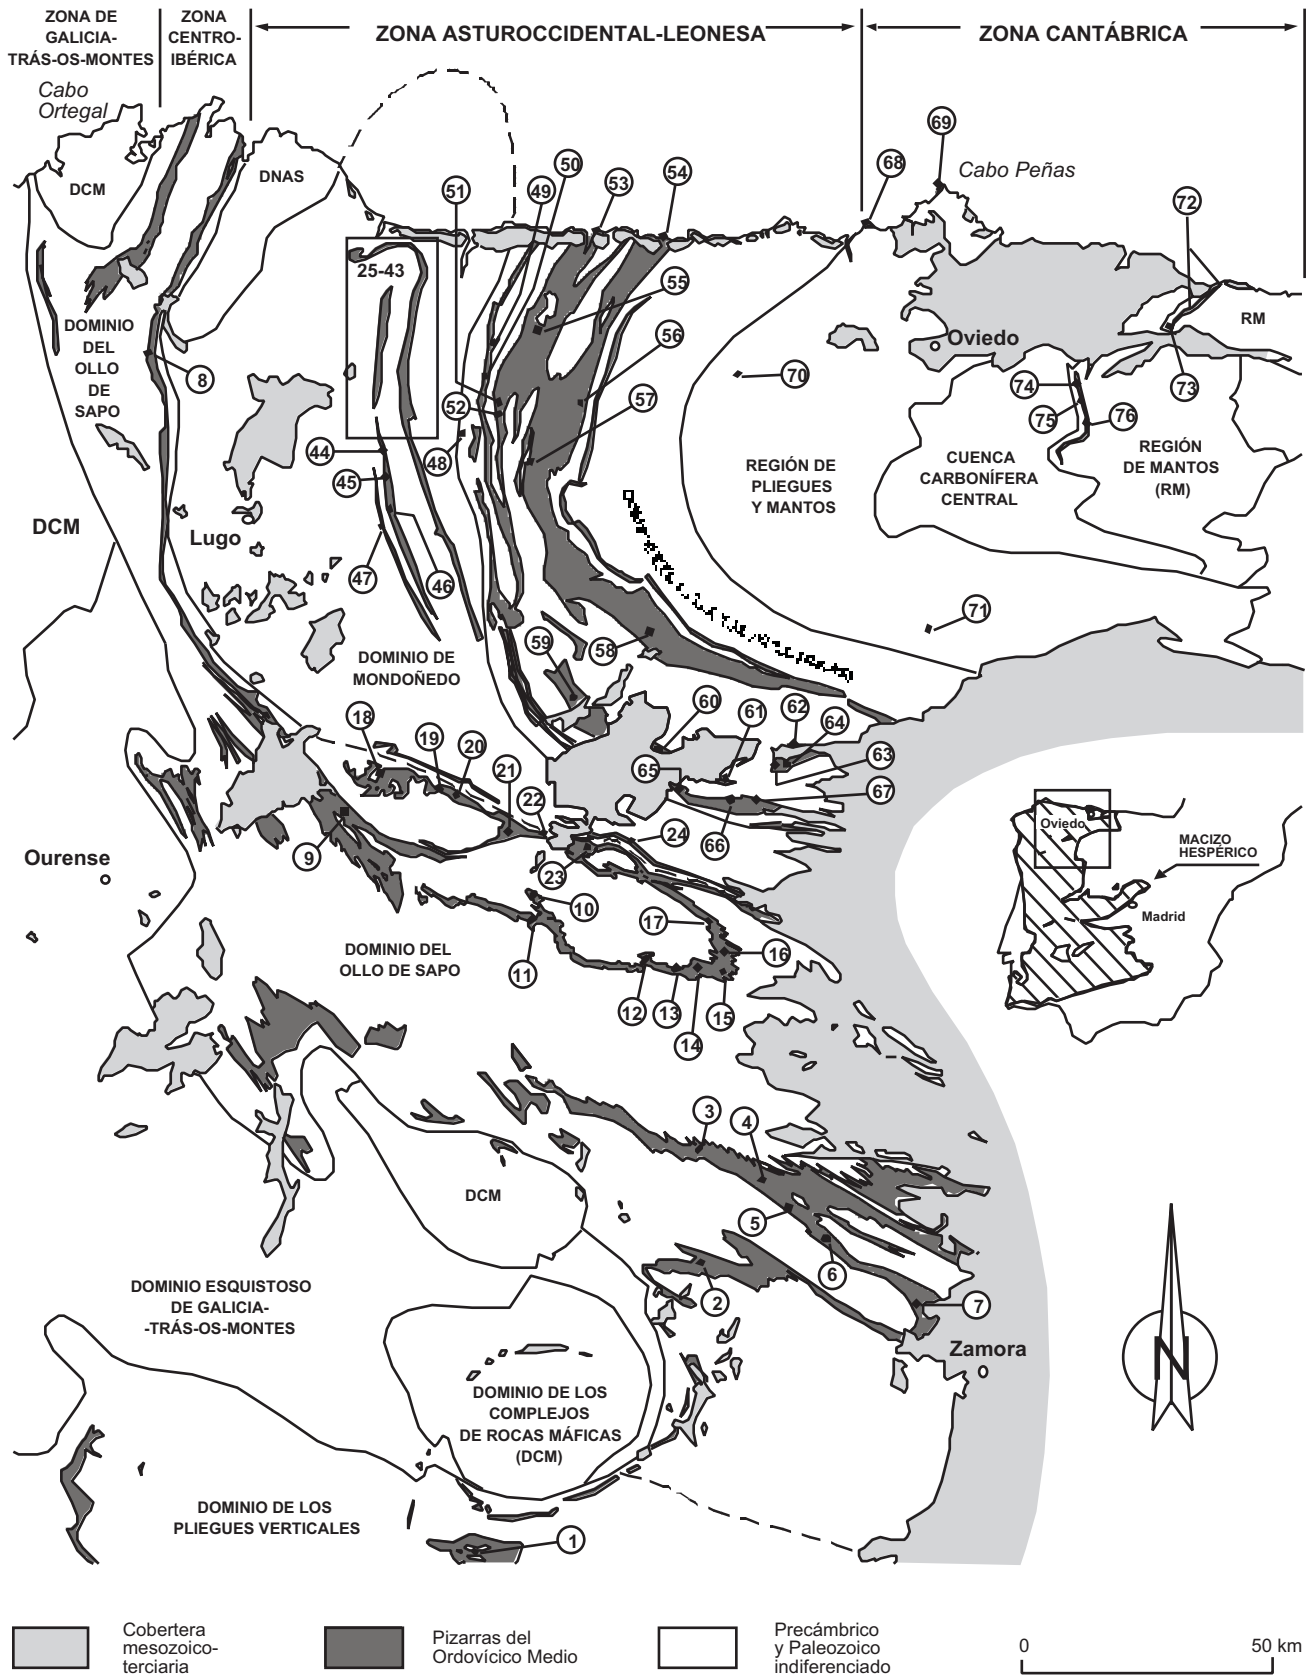 ZONA DE
GALICIA-
TRÁS-OS-MONTES
ZONA
CENTRO-
IBÉRICA
ZONA ASTUROCCIDENTAL-LEONESA
ZONA CANTÁBRICA
Cabo
Ortegal
DCM
DNAS
50
49
51
53
54
68
69
Cabo Peñas
72
25-43
55
56
57
52
48
44
45
47
46
8
DOMINIO
DEL
OLLO
DE
SAPO
DCM
Lugo
70
Oviedo
RM
73
74
75
76
REGIÓN DE
PLIEGUES
Y MANTOS
CUENCA
CARBONÍFERA
CENTRAL
REGIÓN
DE MANTOS
(RM)
71
58
59
DOMINIO DE
MONDOÑEDO
60
61
62
64
63
65
66
67
18
19
20
21
22
24
23
9
Ourense
10
11
17
16
12
13
14
15
DOMINIO DEL
OLLO DE SAPO
Oviedo
MACIZO
HESPÉRICO
Madrid
3
4
5
6
2
7
DCM
Zamora
DOMINIO ESQUISTOSO
DE GALICIA-
-TRÁS-OS-MONTES
DOMINIO DE LOS
COMPLEJOS
DE ROCAS MÁFICAS
(DCM)
N
DOMINIO DE LOS
PLIEGUES VERTICALES
1
Cobertera
mesozoico-
terciaria
Pizarras del
Ordovícico Medio
Precámbrico
y Paleozoico
indiferenciado
0 50 km